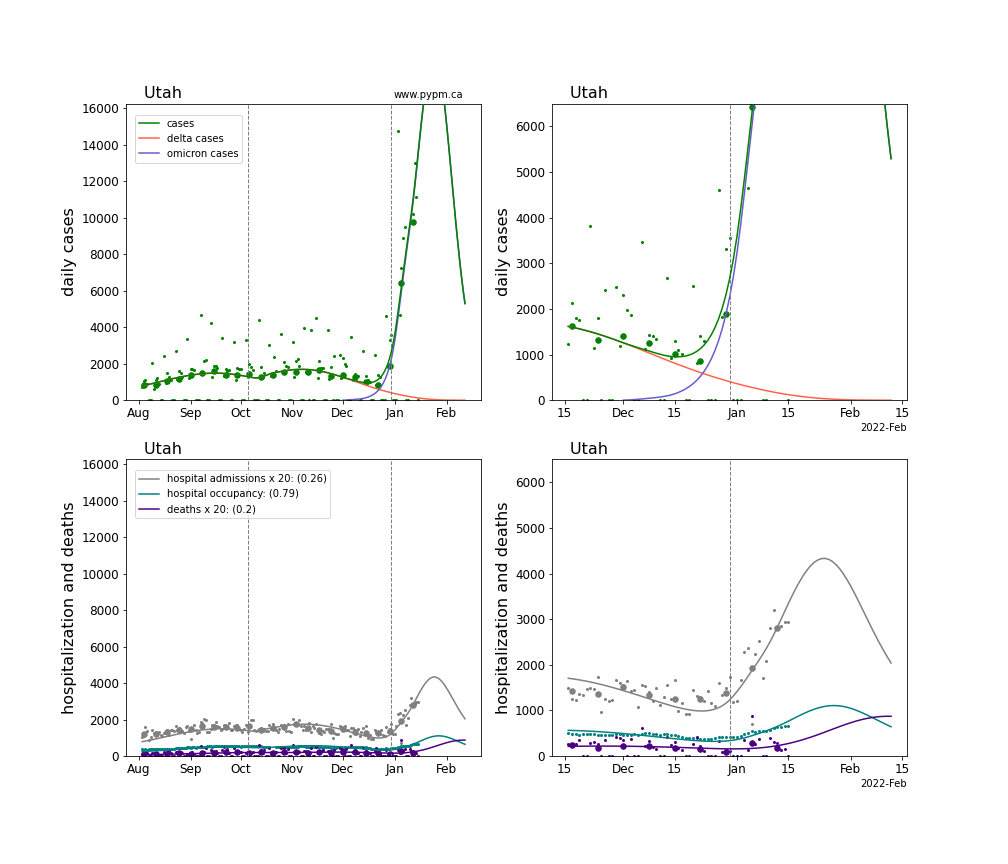 Utah
www.pypm.ca
16000
14000
12000
10000
8000
6000
4000
2000
0
daily cases
cases
delta cases
omicron cases
Aug Sep Oct Nov Dec Jan Feb
Utah
6000
5000
4000
3000
2000
1000
0
daily cases
15 Dec 15 Jan 15 Feb 15
2022-Feb
Utah
16000
14000
12000
10000
8000
6000
4000
2000
0
hospitalization and deaths
hospital admissions x 20: (0.26)
hospital occupancy: (0.79)
deaths x 20: (0.2)
Aug Sep Oct Nov Dec Jan Feb
Utah
6000
5000
4000
3000
2000
1000
0
hospitalization and deaths
15 Dec 15 Jan 15 Feb 15
2022-Feb